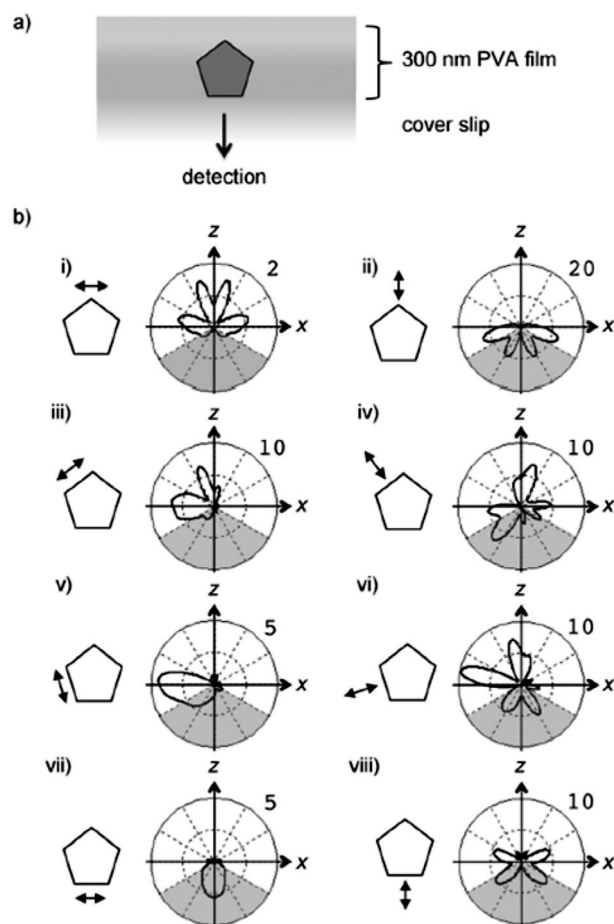 a)
300 nm PVA film
cover slip
detection
b)
i) z 2 x
ii) z 20 x
iii) z 10 x
iv) z 10 x
v) z 5 x
vi) z 10 x
vii) z 5 x
viii) z 10 x